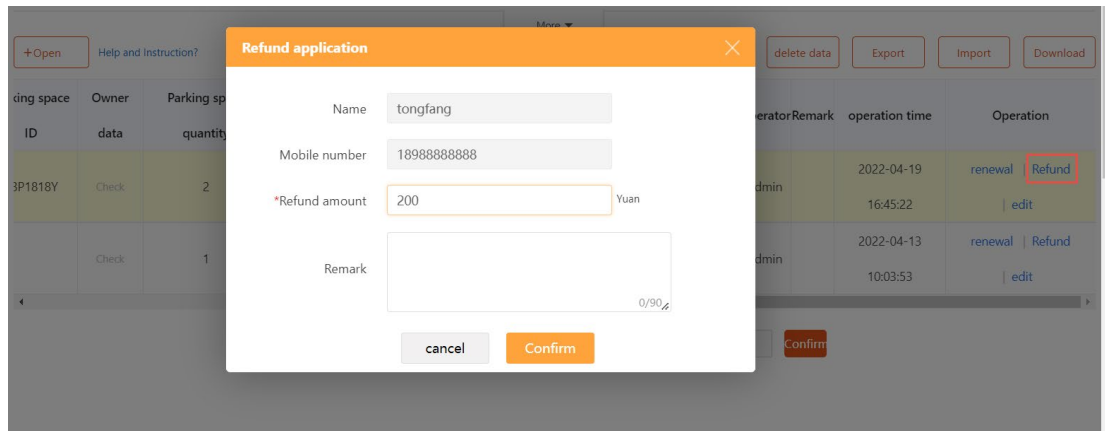 More ▼
+Open
Help and Instruction?
delete data
Export
Import
Download
Refund application
Name
tongfang
Mobile number
18988888888
*Refund amount
200
Yuan
Remark
0/90
cancel
Confirm
king space
ID
Owner
data
Parking sp
quantity
erator
Remark
operation time
Operation
3P1818Y
Check
2
dmin
2022-04-19
16:45:22
renewal | Refund
| edit
Check
1
dmin
2022-04-13
10:03:53
renewal | Refund
| edit
Confirm